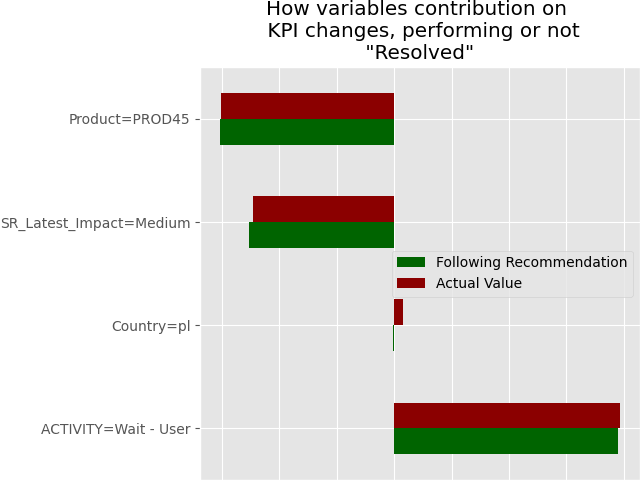 How variables contribution on
KPI changes, performing or not
"Resolved"
Product=PROD45
SR_Latest_Impact=Medium
Following Recommendation
Actual Value
Country=pl
ACTIVITY=Wait - User